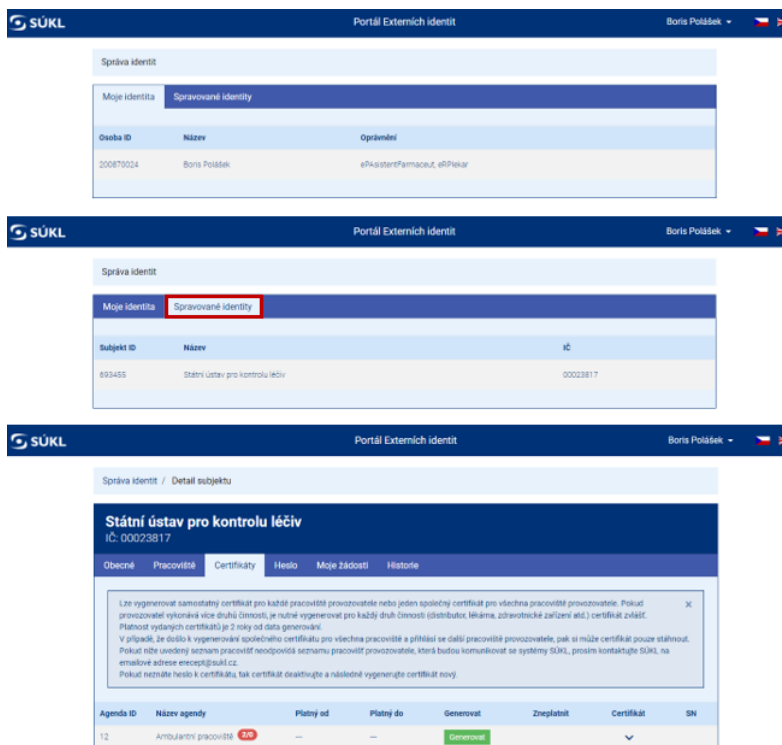 SÚKL Portál Externích identit Boris Polášek
Správa identit
Moje identita Spravované identity
Osoba ID Název Oprávnění
200870024 Boris Polášek ePAsistentFarmaceut, eRPlekar
SÚKL Portál Externích identit Boris Polášek
Správa identit
Moje identita Spravované identity
Subjekt ID Název IČ
693455 Státní ústav pro kontrolu léčiv 00023817
SÚKL Portál Externích identit Boris Polášek
Správa identit / Detail subjektu
Státní ústav pro kontrolu léčiv
IČ: 00023817
Obecné Pracoviště Certifikáty Heslo Moje žádosti Historie
Lze vygenerovat samostatný certifikát pro každé pracoviště provozovatele nebo jeden společný certifikát pro všechna pracoviště provozovatele. Pokud
provozovatel vykonává více druhů činnosti, je nutné vygenerovat pro každý druh činnosti (distributor, lékárna, zdravotnické zařízení atd.) certifikát zvlášť.
Platnost vydaných certifikátů je 2 roky od data generování.
V případě, že došlo k vygenerování společného certifikátu pro všechna pracoviště a přihlásí se další pracoviště provozovatele, pak si může certifikát pouze stáhnout.
Pokud níže uvedený seznam pracovišť neodpovídá seznamu pracovišť provozovatele, která budou komunikovat se systémy SÚKL, prosím kontaktujte SÚKL na
emailové adrese erecept@sukl.cz.
Pokud neznáte heslo k certifikátu, tak certifikát deaktivujte a následně vygenerujte certifikát nový.
Agenda ID Název agendy Platný od Platný do Generovat Zneplatnit Certifikát SN
12 Ambulantní pracoviště 2/0 — — Generovat